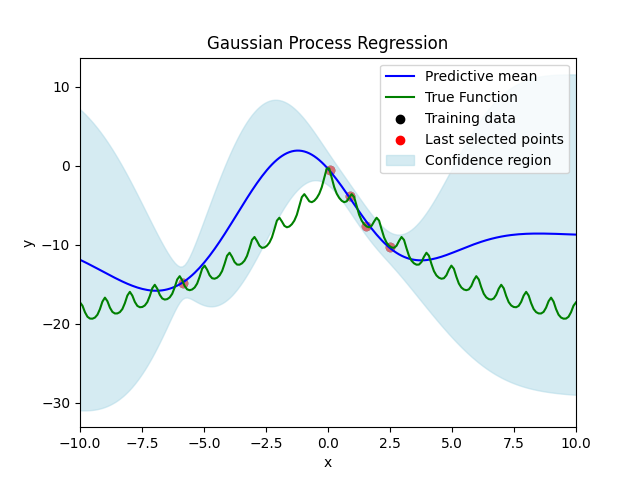 Gaussian Process Regression
Predictive mean
True Function
Training data
Last selected points
Confidence region
10
0
−10
−20
−30
y
−10.0 −7.5 −5.0 −2.5 0.0 2.5 5.0 7.5 10.0
x